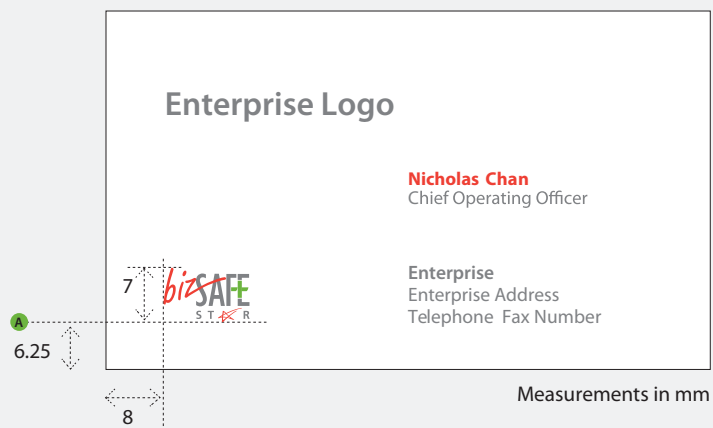 Enterprise Logo
Nicholas Chan
Chief Operating Officer
7
bizSAFE
STAR
Enterprise
Enterprise Address
Telephone Fax Number
A
6.25
8
Measurements in mm